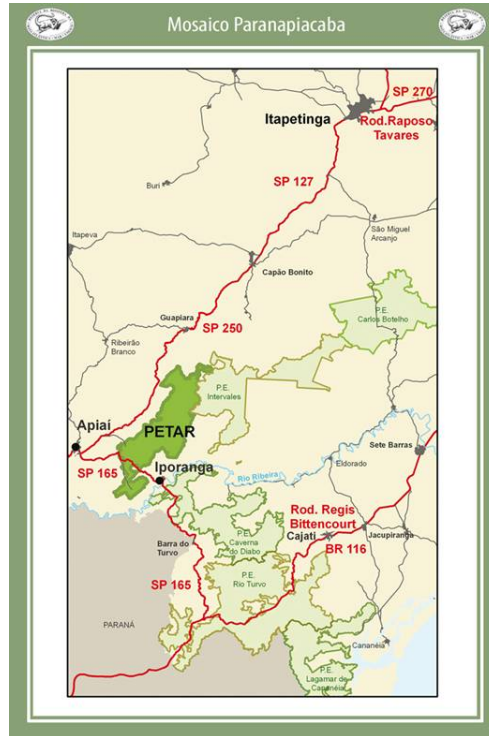 Mosaico Paranapiacaba
SP 270
Itapetinga
Rod.Raposo
Tavares
SP 127
Buri
São Miguel
Arcanjo
Itapeva
Capão Bonito
Guapiara
SP 250
P.E.
Carlos Botelho
Ribeirão
Branco
P.E.
Intervales
Apiaí
PETAR
Sete Barras
SP 165
Iporanga
Rio Ribeira
Eldorado
Rod. Regis
Bittencourt
Cajati
Jacupiranga
BR 116
Barra do
Turvo
P.E.
Caverna
do Diabo
SP 165
P.E.
Rio Turvo
PARANÁ
Cananéia
P.E.
Lagamar de
Cananéia